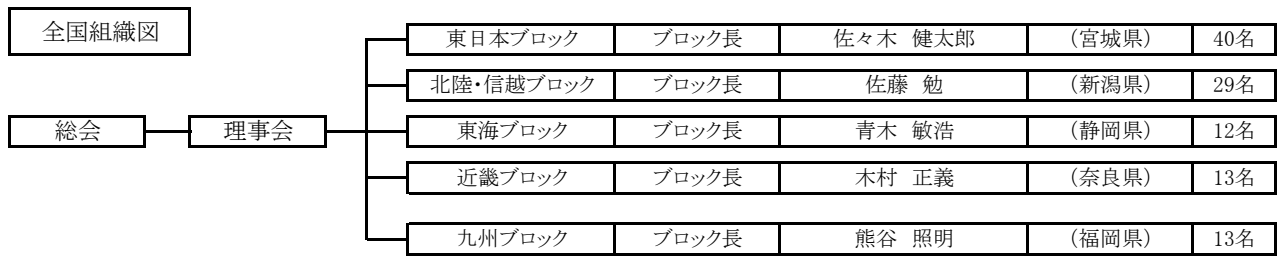 全国組織図
東日本ブロック ブロック長 佐々木 健太郎 (宮城県) 40名
北陸・信越ブロック ブロック長 佐藤 勉 (新潟県) 29名
総会 理事会 東海ブロック ブロック長 青木 敏浩 (静岡県) 12名
近畿ブロック ブロック長 木村 正義 (奈良県) 13名
九州ブロック ブロック長 熊谷 照明 (福岡県) 13名